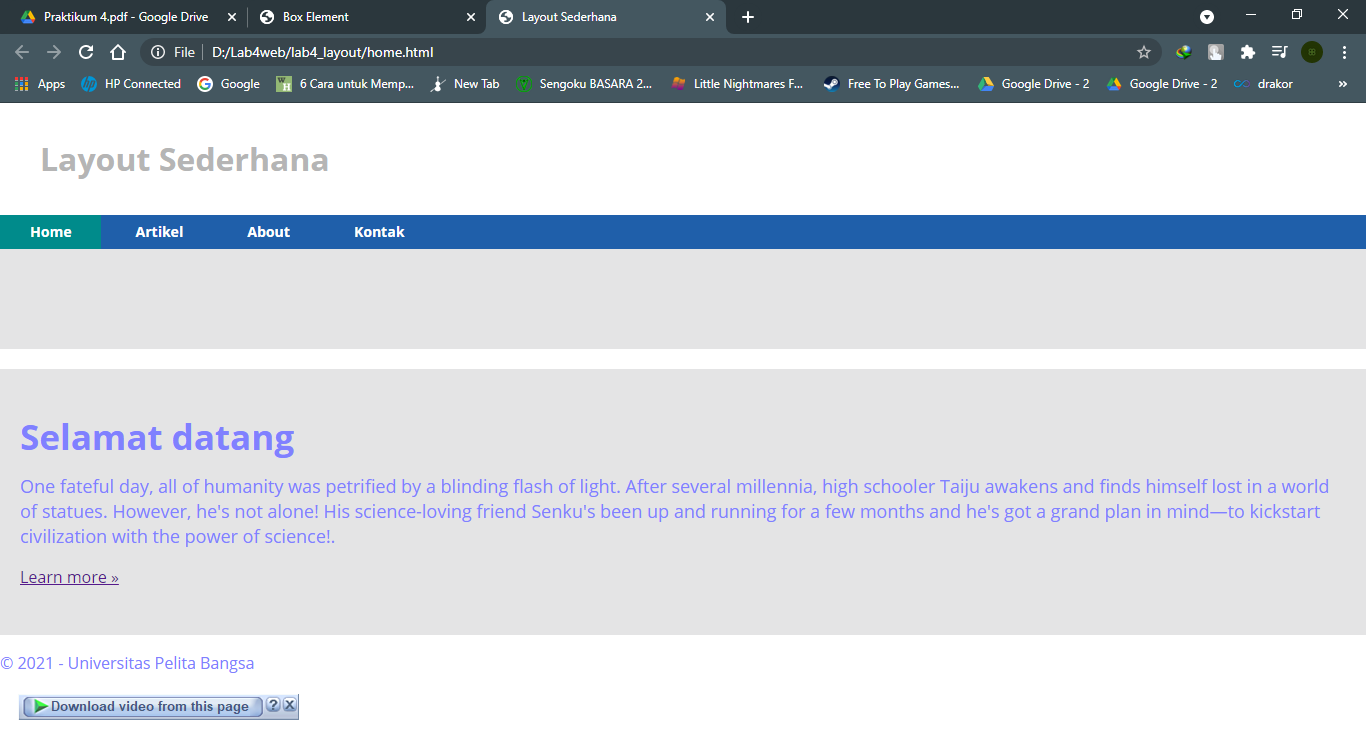 Praktikum 4.pdf - Google Drive
Box Element
Layout Sederhana
File
D:/Lab4web/lab4_layout/home.html
Apps
HP Connected
Google
6 Cara untuk Memp...
New Tab
Sengoku BASARA 2...
Little Nightmares F...
Free To Play Games...
Google Drive - 2
Google Drive - 2
drakor
»
Layout Sederhana
Home
Artikel
About
Kontak
Selamat datang
One fateful day, all of humanity was petrified by a blinding flash of light. After several millennia, high schooler Taiju awakens and finds himself lost in a world
of statues. However, he's not alone! His science-loving friend Senku's been up and running for a few months and he's got a grand plan in mind—to kickstart
civilization with the power of science!.
Learn more »
© 2021 - Universitas Pelita Bangsa
Download video from this page ? X